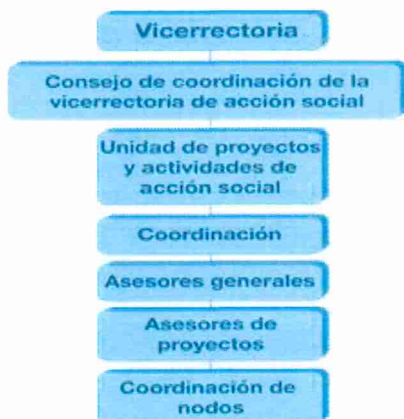 Vicerrectoria
Consejo de coordinación de la
vicerrectoria de acción social
Unidad de proyectos
y actividades de
acción social
Coordinación
Asesores generales
Asesores de
proyectos
Coordinación de
nodos